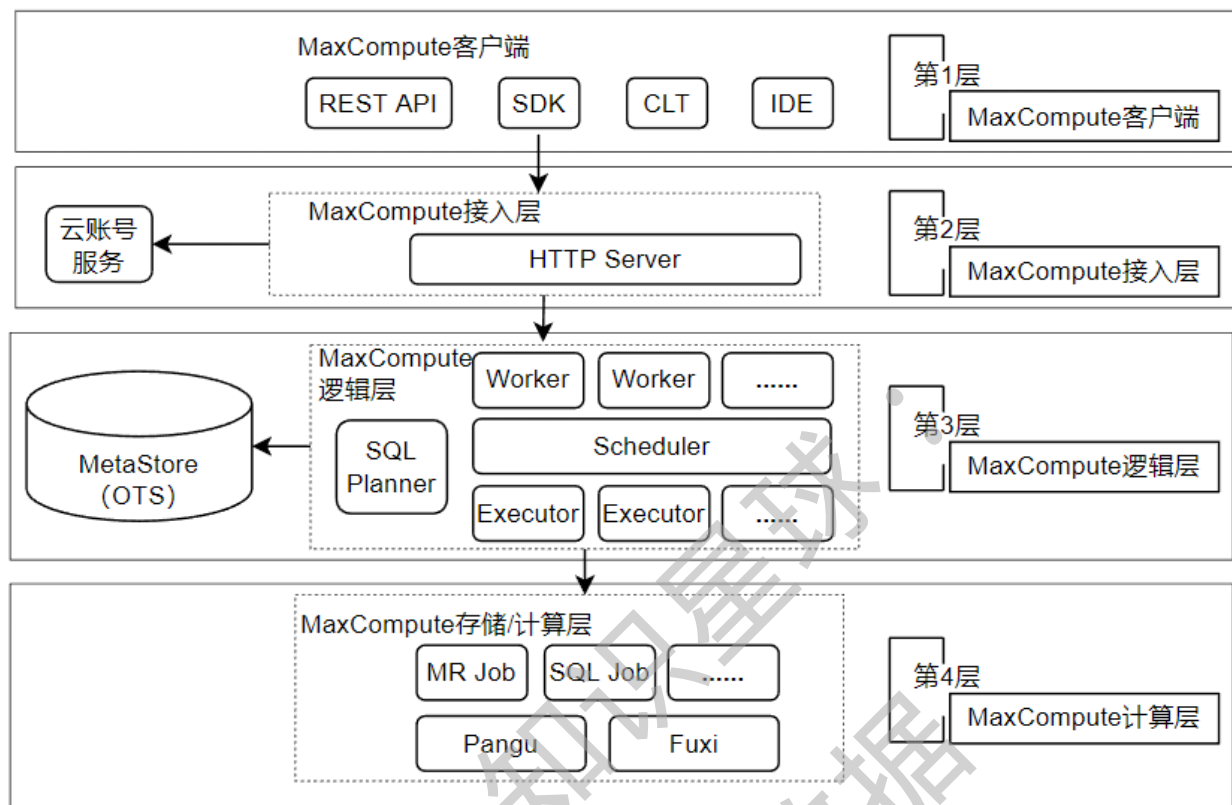 MaxCompute客户端
REST API
SDK
CLT
IDE
第1层
MaxCompute客户端
云账号
服务
MaxCompute接入层
HTTP Server
第2层
MaxCompute接入层
MetaStore
（OTS）
MaxCompute
逻辑层
SQL
Planner
Worker
Worker
......
Scheduler
Executor
Executor
......
第3层
MaxCompute逻辑层
MaxCompute存储/计算层
MR Job
SQL Job
......
Pangu
Fuxi
第4层
MaxCompute计算层
知识星球：
数据